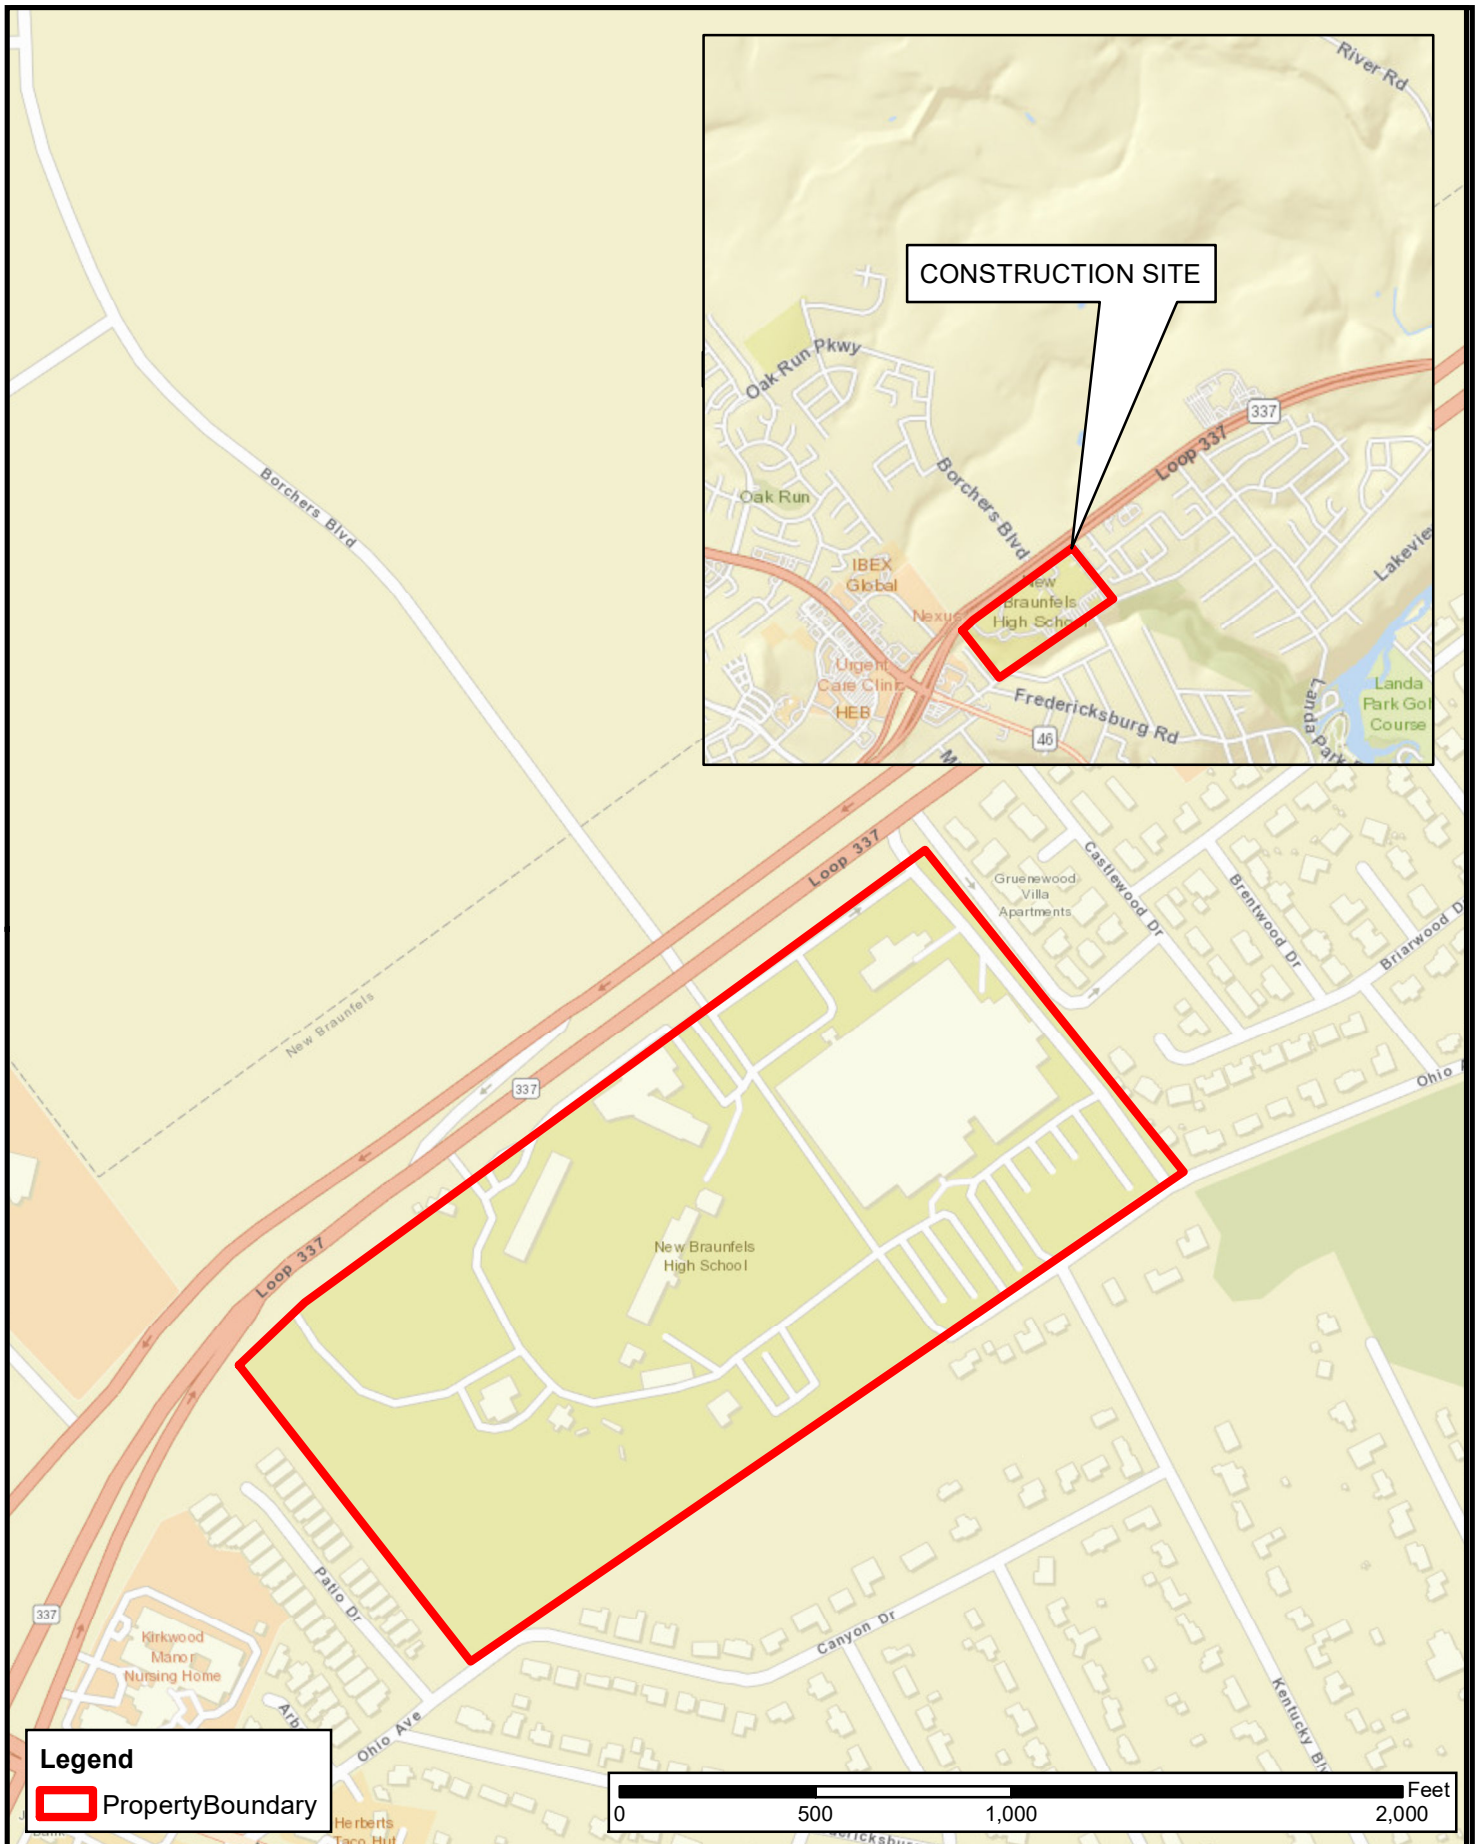 River Rd
CONSTRUCTION SITE
Oak Run Pkwy
337
Loop 337
Borchers Blvd
Oak Run
IBEX
Global
Lakevie
New
Braunfels
High School
Nexus
Urgent
Care Clinic
HEB
Landa
Park Gol
Course
Fredericksburg Rd
46
Landa Park
Borchers Blvd
Loop 337
Gruenewood
Villa
Apartments
Castlewood Dr
Brentwood Dr
Briarwood D
New Braunfels
337
Ohio A
New Braunfels
High School
Loop 337
Patio Dr
337
Kirkwood
Manor
Nursing Home
Canyon Dr
Kentucky Blv
Arb
Ohio Ave
Legend
PropertyBoundary
Herberts
Taco Hut
Feet
0
500
1,000
2,000